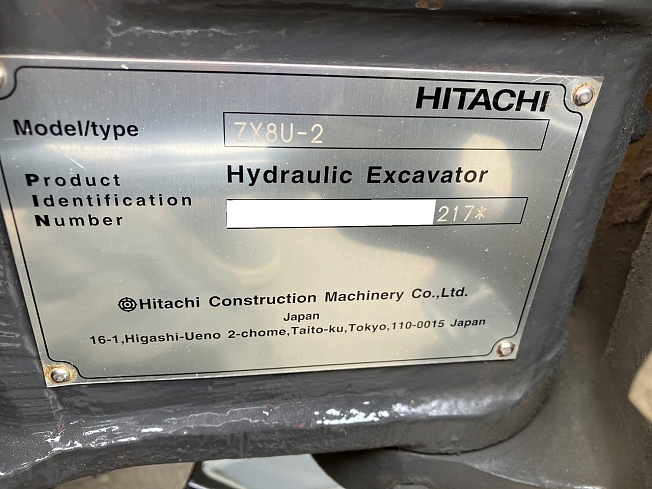 HITACHI
Model/type ZX8U-2
Hydraulic Excavator
Product
Identification
Number 217*
Hitachi Construction Machinery Co.,Ltd.
Japan
16-1,Higashi-Ueno 2-chome,Taito-ku,Tokyo,110-0015 Japan